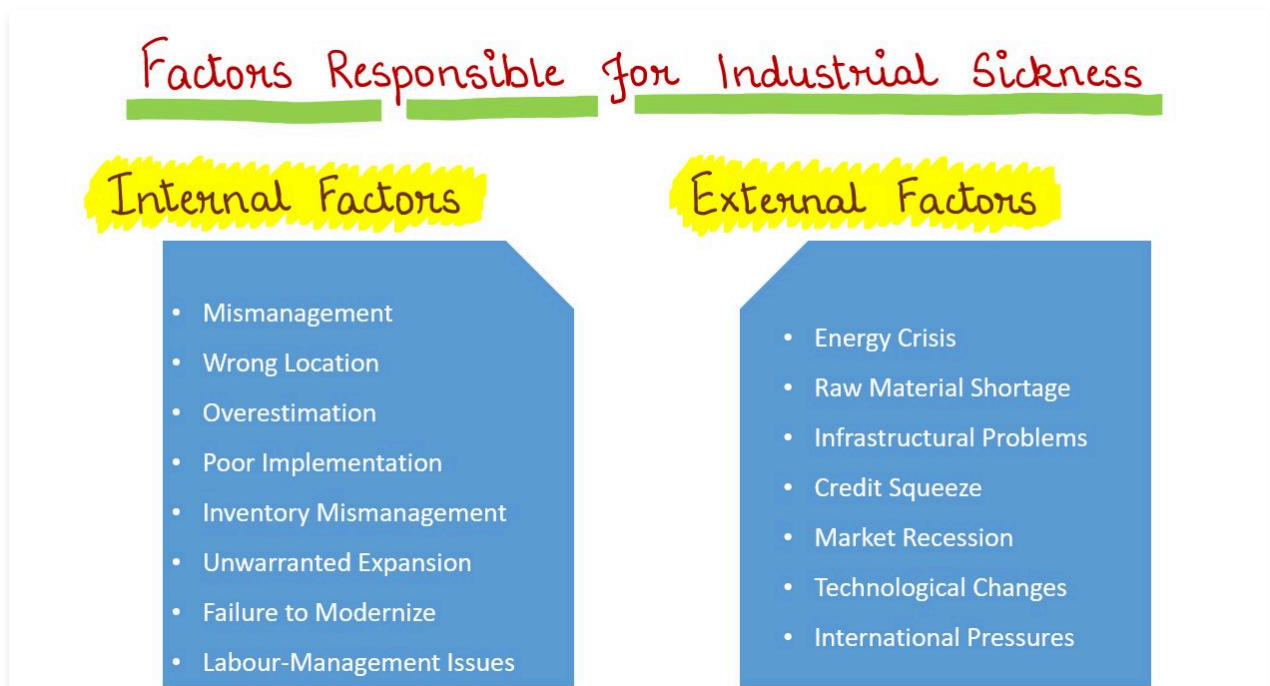 Factors Responsible for Industrial Sickness
Internal Factors
• Mismanagement
• Wrong Location
• Overestimation
• Poor Implementation
• Inventory Mismanagement
• Unwarranted Expansion
• Failure to Modernize
• Labour-Management Issues
External Factors
• Energy Crisis
• Raw Material Shortage
• Infrastructural Problems
• Credit Squeeze
• Market Recession
• Technological Changes
• International Pressures